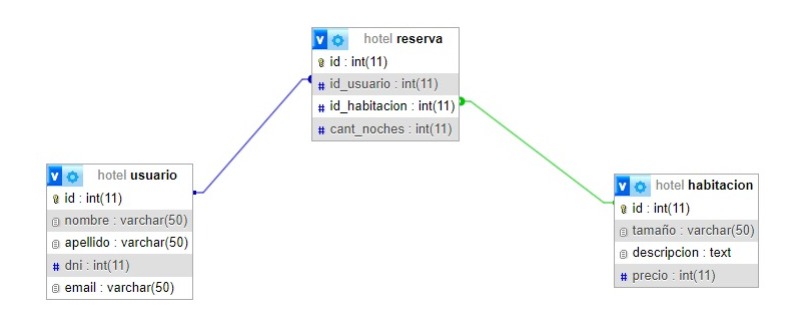 hotel reserva
id : int(11)
id_usuario : int(11)
id_habitacion : int(11)
cant_noches : int(11)
hotel usuario
id : int(11)
nombre : varchar(50)
apellido : varchar(50)
dni : int(11)
email : varchar(50)
hotel habitacion
id : int(11)
tamaño : varchar(50)
descripcion : text
precio : int(11)